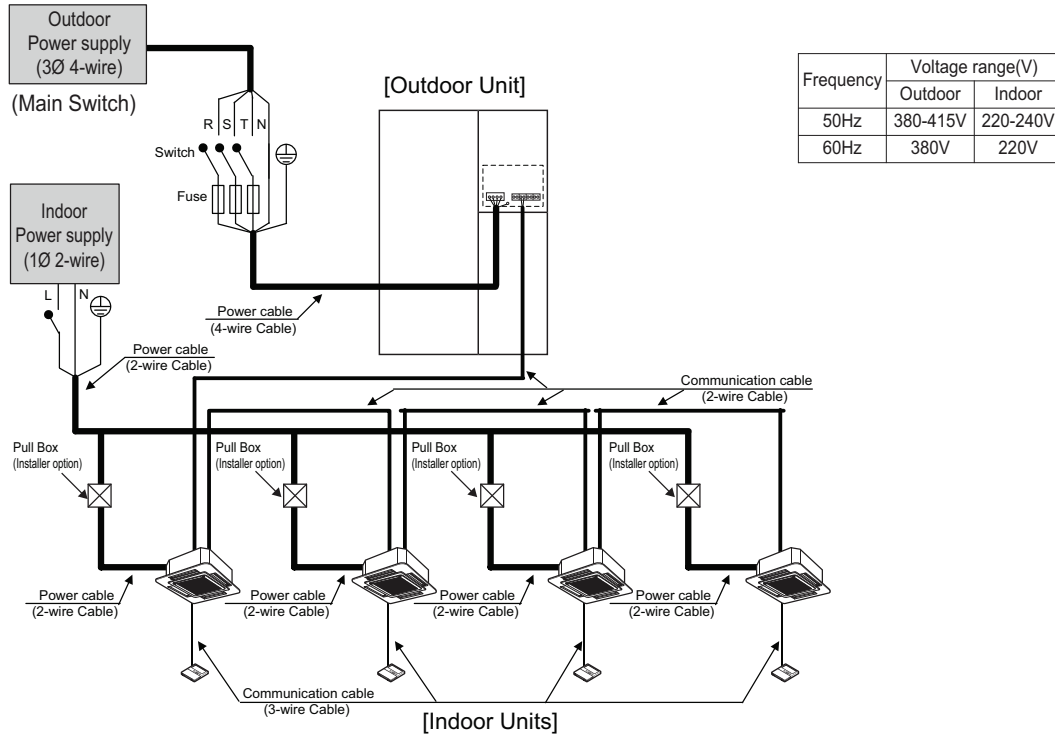 Outdoor
Power supply
(3Ø 4-wire)
(Main Switch)
R S T N
Switch
Fuse
[Outdoor Unit]
Frequency
Voltage range(V)
Outdoor Indoor
50Hz 380-415V 220-240V
60Hz 380V 220V
Indoor
Power supply
(1Ø 2-wire)
L N
Power cable
(4-wire Cable)
Power cable
(2-wire Cable)
Communication cable
(2-wire Cable)
Pull Box
(Installer option)
Pull Box
(Installer option)
Pull Box
(Installer option)
Pull Box
(Installer option)
Power cable
(2-wire Cable)
Power cable
(2-wire Cable)
Power cable
(2-wire Cable)
Power cable
(2-wire Cable)
Communication cable
(3-wire Cable)
[Indoor Units]